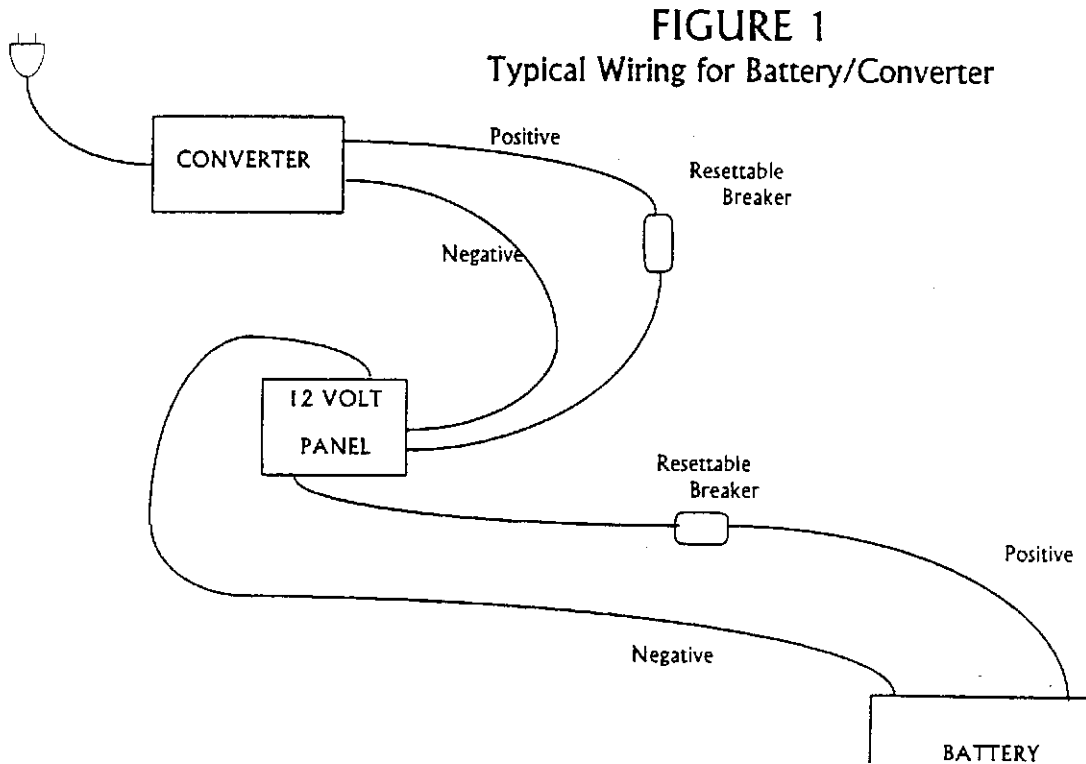 FIGURE 1
Typical Wiring for Battery/Converter
CONVERTER
Positive
Resettable
Breaker
Negative
12 VOLT
PANEL
Resettable
Breaker
Positive
Negative
BATTERY